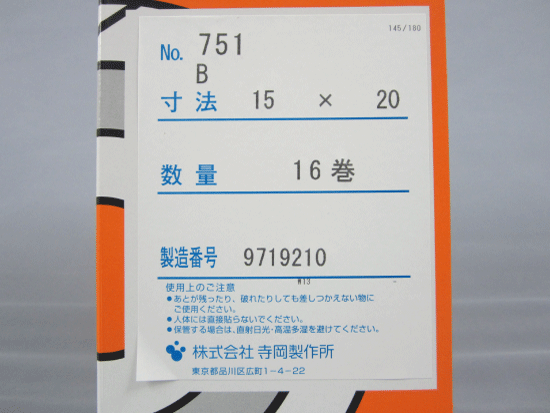 145/180
No. 751
B
寸法 15 × 20
数量 16巻
製造番号 9719210
W13
使用上のご注意
●あとが残ったり、破れたりしても差しつかえない物に
ご使用ください。
●人体には直接貼らないでください。
●保管する場合は、直射日光・高温多湿を避けてください。
株式会社 寺岡製作所
東京都品川区広町1-4-22